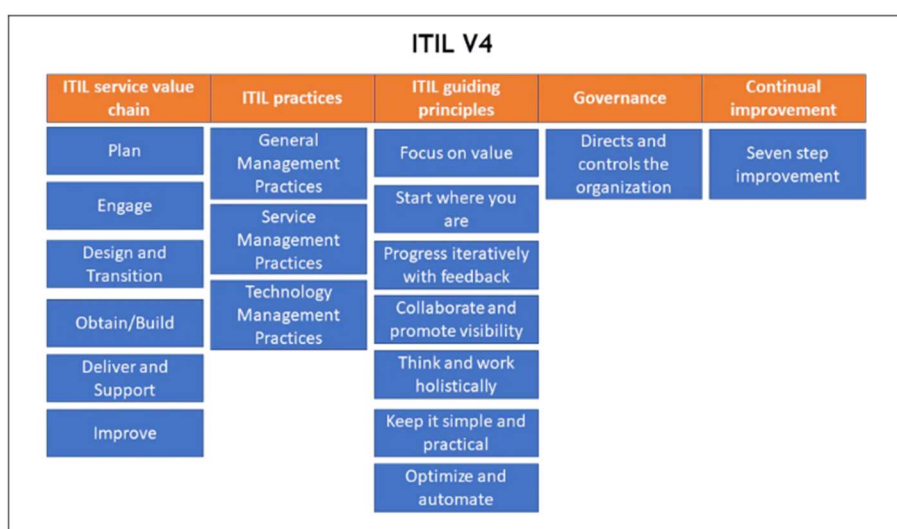 ITIL V4
ITIL service value
chain
ITIL practices
ITIL guiding
principles
Governance
Continual
improvement
Plan
Engage
Design and
Transition
Obtain/Build
Deliver and
Support
Improve
General
Management
Practices
Service
Management
Practices
Technology
Management
Practices
Focus on value
Start where you
are
Progress iteratively
with feedback
Collaborate and
promote visibility
Think and work
holistically
Keep it simple and
practical
Optimize and
automate
Directs and
controls the
organization
Seven step
improvement